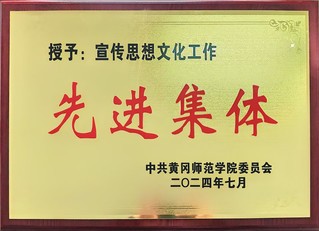 授予：宣传思想文化工作
先进集体
中共黄冈师范学院委员会
二〇二四年七月